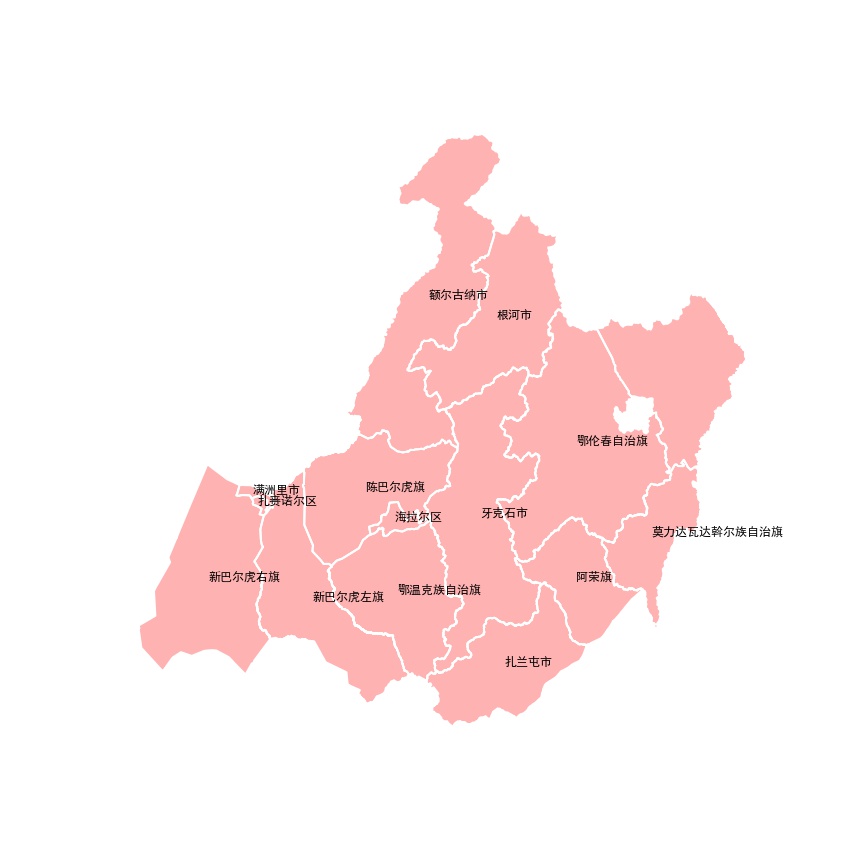 额尔古纳市
根河市
鄂伦春自治旗
陈巴尔虎旗
满洲里市
扎赉诺尔区
牙克石市
海拉尔区
莫力达瓦达斡尔族自治旗
新巴尔虎右旗
阿荣旗
鄂温克族自治旗
新巴尔虎左旗
扎兰屯市